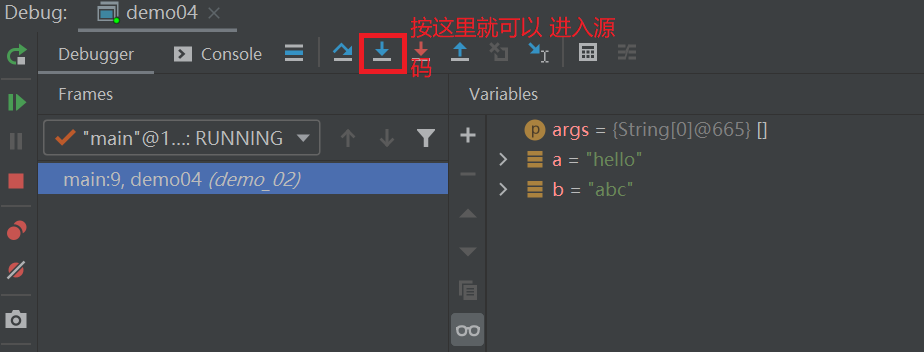 Debug: demo04
按这里就可以 进入源
码
Debugger Console
Frames
Variables
"main"@1...: RUNNING
main:9, demo04 (demo_02)
p args = {String[0]@665} []
a = "hello"
b = "abc"